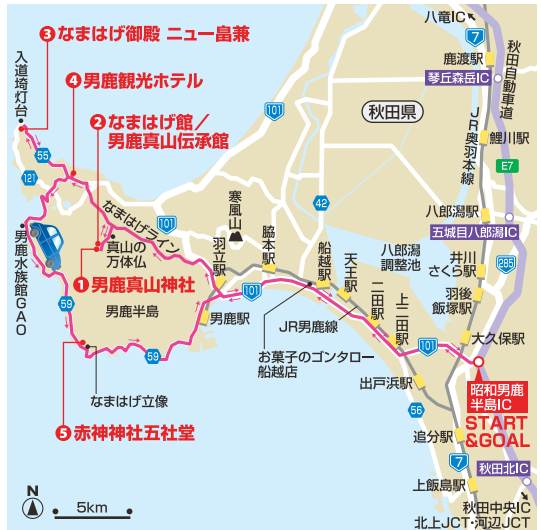 八竜IC
7
鹿渡駅
秋田自動車道
琴丘森岳IC
❸なまはげ御殿 ニュー畠兼
入道埼灯台
❹男鹿観光ホテル
❷なまはげ館/
男鹿真山伝承館
101
秋田県
JR奥羽本線
鯉川駅
E7
55
121
42
なまはげライン
101
寒風山
八郎潟駅
五城目八郎潟IC
真山の
万体仏
羽立駅
脇本駅
船越駅
八郎潟
調整池
天王駅
井川
さくら駅
285
男鹿水族館GAO
❶男鹿真山神社
101
二田駅
上二田駅
羽後
飯塚駅
59
男鹿半島
男鹿駅
JR男鹿線
大久保駅
101
お菓子のゴンタロー
船越店
59
なまはげ立像
出戸浜駅
昭和男鹿
半島IC
START
&GOAL
56
❺赤神神社五社堂
追分駅
7
秋田北IC
上飯島駅
N
5km
秋田中央IC
北上JCT・河辺JCT